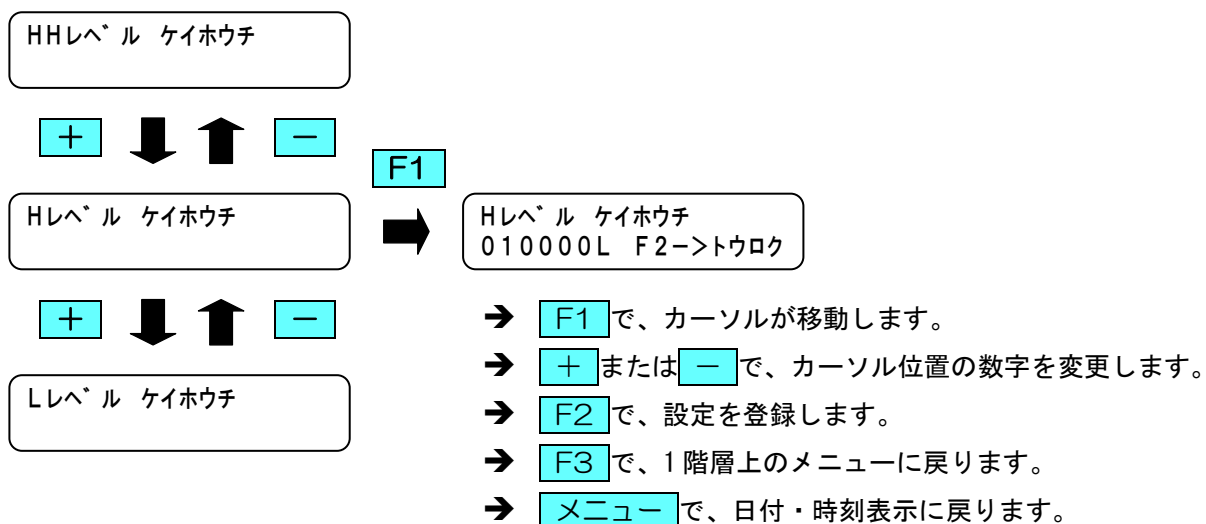 HHレベル ケイホウチ
+ -
F1
Hレベル ケイホウチ
Hレベル ケイホウチ
010000L F2->トウロク
+ -
Lレベル ケイホウチ
➔ F1 で、カーソルが移動します。
➔ + または - で、カーソル位置の数字を変更します。
➔ F2 で、設定を登録します。
➔ F3 で、1階層上のメニューに戻ります。
➔ メニュー で、日付・時刻表示に戻ります。